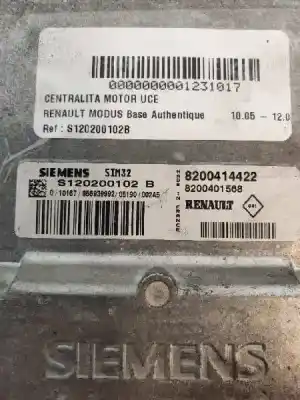 0000000001231017
CENTRALITA MOTOR UCE
RENAULT MODUS Base Authentique 10.05 - 12.0
Ref : S120200102B
SIEMENS SIM32
S120200102 B
8200414422
8200401568
RENAULT
SIEMENS